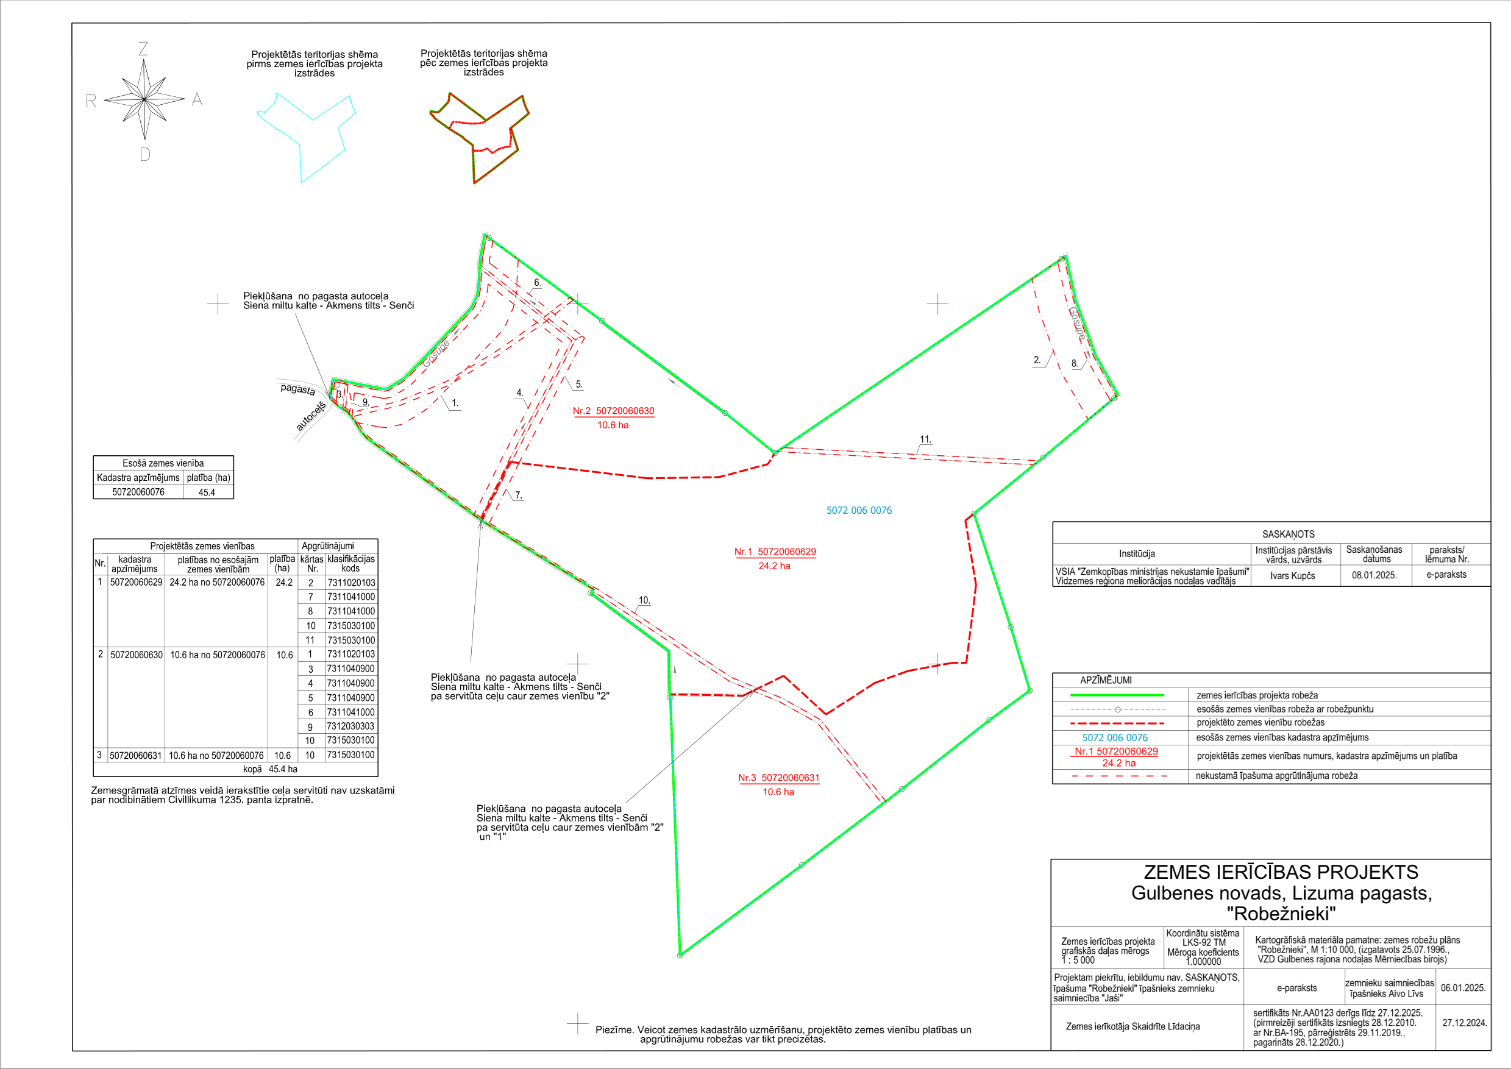 Z
R
A
D
Projektētās teritorijas shēma
pirms zemes ierīcības projekta
izstrādes
Projektētās teritorijas shēma
pēc zemes ierīcības projekta
izstrādes
Piekļūšana no pagasta autoceļa
Siena miltu kalte - Akmens tilts - Senči
pagasta
autoceļš
Gosupe
Gosupe
1.
2.
3.
4.
5.
6.
7.
8.
9.
10.
11.
Nr.2 50720060630
10.6 ha
5072 006 0076
Nr.1 50720060629
24.2 ha
Nr.3 50720060631
10.6 ha
Piekļūšana no pagasta autoceļa
Siena miltu kalte - Akmens tilts - Senči
pa servitūta ceļu caur zemes vienību "2"
Piekļūšana no pagasta autoceļa
Siena miltu kalte - Akmens tilts - Senči
pa servitūta ceļu caur zemes vienībām "2"
un "1"
Esošā zemes vienība
Kadastra apzīmējums platība (ha)
50720060076 45.4
Projektētās zemes vienības Apgrūtinājumi
Nr. kadastra apzīmējums platības no esošajām zemes vienībām platība (ha) kārtas Nr. klasifikācijas kods
1 50720060629 24.2 ha no 50720060076 24.2 2 7311020103
7 7311041000
8 7311041000
10 7315030100
11 7315030100
2 50720060630 10.6 ha no 50720060076 10.6 1 7311020103
3 7311040900
4 7311040900
5 7311040900
6 7311041000
9 7312030303
10 7315030100
3 50720060631 10.6 ha no 50720060076 10.6 10 7315030100
kopā 45.4 ha
Zemesgrāmatā atzīmes veidā ierakstītie ceļa servitūti nav uzskatāmi
par nodibinātiem Civillikuma 1235. panta izpratnē.
SASKAŅOTS
Institūcija Institūcijas pārstāvis vārds, uzvārds Saskaņošanas datums paraksts/ lēmuma Nr.
VSIA "Zemkopības ministrijas nekustamie īpašumi"
Vidzemes reģiona meliorācijas nodaļas vadītājs
Ivars Kupčs 08.01.2025. e-paraksts
APZĪMĒJUMI
zemes ierīcības projekta robeža
esošās zemes vienības robeža ar robežpunktu
projektēto zemes vienību robežas
5072 006 0076 esošās zemes vienības kadastra apzīmējums
Nr.1 50720060629
24.2 ha
projektētās zemes vienības numurs, kadastra apzīmējums un platība
nekustamā īpašuma apgrūtinājuma robeža
ZEMES IERĪCĪBAS PROJEKTS
Gulbenes novads, Lizuma pagasts,
"Robežnieki"
Zemes ierīcības projekta
grafiskās daļas mērogs
1 : 5 000
Koordinātu sistēma
LKS-92 TM
Mēroga koeficients
1.000000
Kartogrāfiskā materiāla pamatne: zemes robežu plāns
"Robežnieki", M 1:10 000, (izgatavots 25.07.1996.,
VZD Gulbenes rajona nodaļas Mērniecības birojs)
Projektam piekrītu, iebildumu nav. SASKAŅOTS,
īpašuma "Robežnieki" īpašnieks zemnieku
saimniecība "Jaši"
e-paraksts
zemnieku saimniecības
īpašnieks Aivo Līvs
06.01.2025.
Zemes ierīkotāja Skaidrīte Līdaciņa
sertifikāts Nr.AA0123 derīgs līdz 27.12.2025.
(pirmreizēji sertifikāts izsniegts 28.12.2010.
ar Nr.BA-195, pārreģistrēts 29.11.2019.,
pagarināts 28.12.2020.)
27.12.2024.
Piezīme. Veicot zemes kadastrālo uzmērīšanu, projektēto zemes vienību platības un
apgrūtinājumu robežas var tikt precizētas.